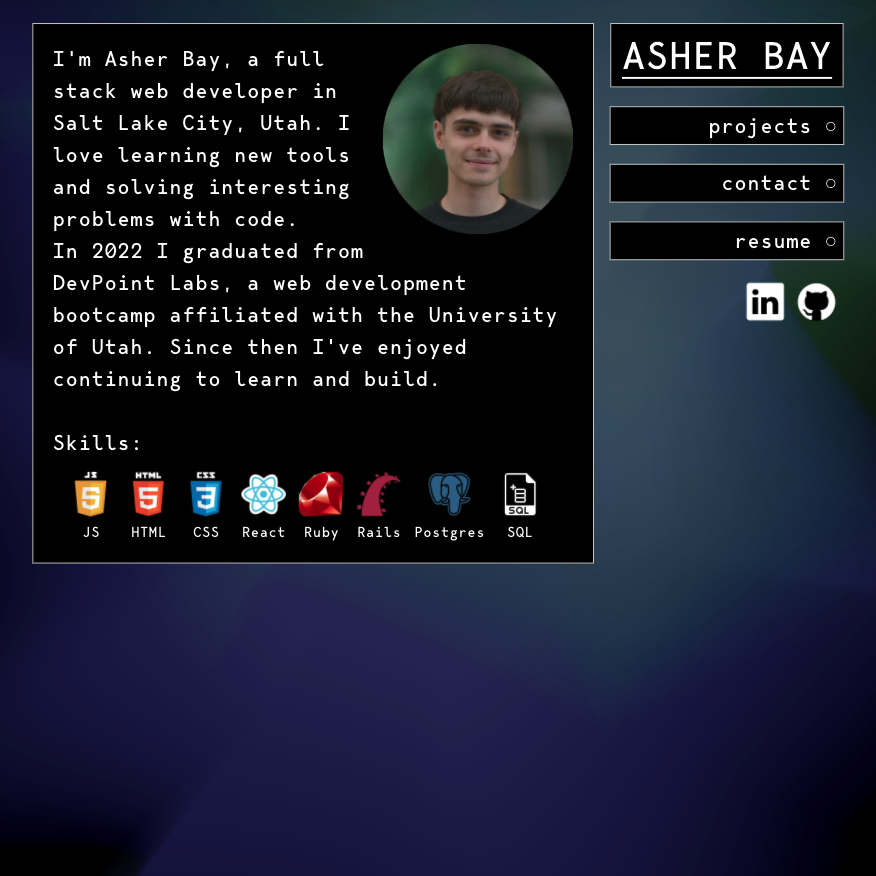 I'm Asher Bay, a full
stack web developer in
Salt Lake City, Utah. I
love learning new tools
and solving interesting
problems with code.
In 2022 I graduated from
DevPoint Labs, a web development
bootcamp affiliated with the University
of Utah. Since then I've enjoyed
continuing to learn and build.
Skills:
JS HTML CSS
5 5 3 SQL
JS HTML CSS React Ruby Rails Postgres SQL
ASHER BAY
projects
contact
resume
in